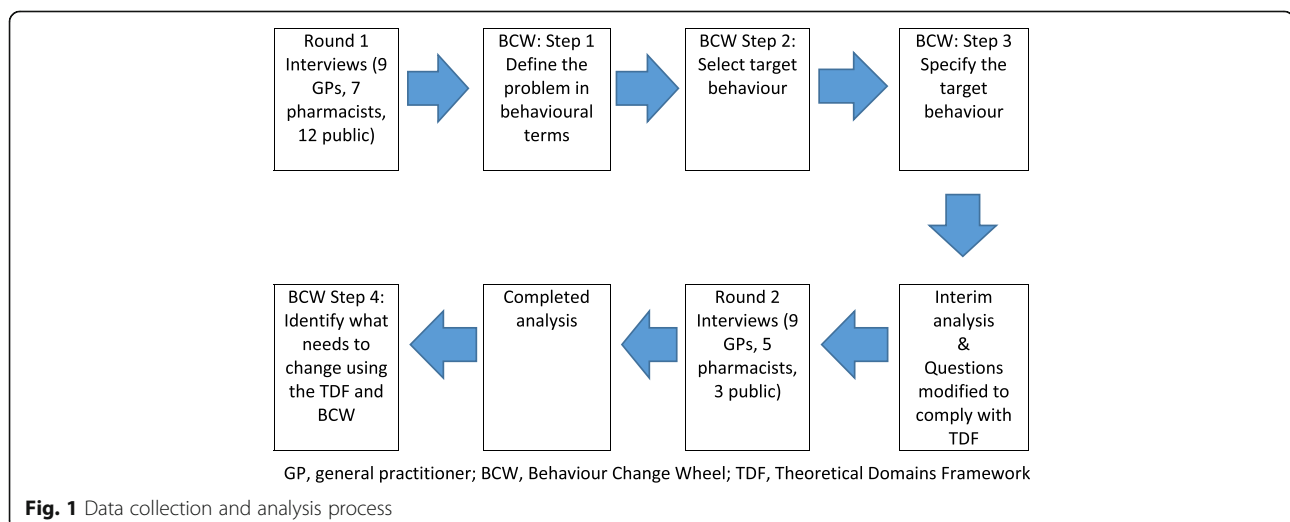 Round 1
Interviews (9
GPs, 7
pharmacists,
12 public)
BCW: Step 1
Define the
problem in
behavioural
terms
BCW Step 2:
Select target
behaviour
BCW: Step 3
Specify the
target
behaviour
Interim
analysis
&
Questions
modified to
comply with
TDF
Round 2
Interviews (9
GPs, 5
pharmacists,
3 public)
Completed
analysis
BCW Step 4:
Identify what
needs to
change using
the TDF and
BCW
GP, general practitioner; BCW, Behaviour Change Wheel; TDF, Theoretical Domains Framework
Fig. 1 Data collection and analysis process